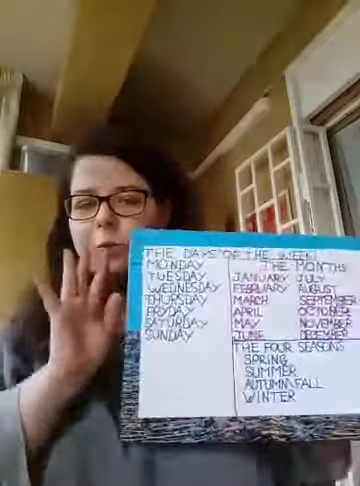 THE DAYS OF THE WEEK
MONDAY
TUESDAY
WEDNESDAY
THURSDAY
FRYDAY
SATURDAY
SUNDAY
THE MONTHS
JANUARY JULY
FEBRUARY AUGUST
MARCH SEPTEMBER
APRIL OCTOBER
MAY NOVEMBER
JUNE DECEMBER
THE FOUR SEASONS
SPRING
SUMMER
AUTUMN/FALL
WINTER